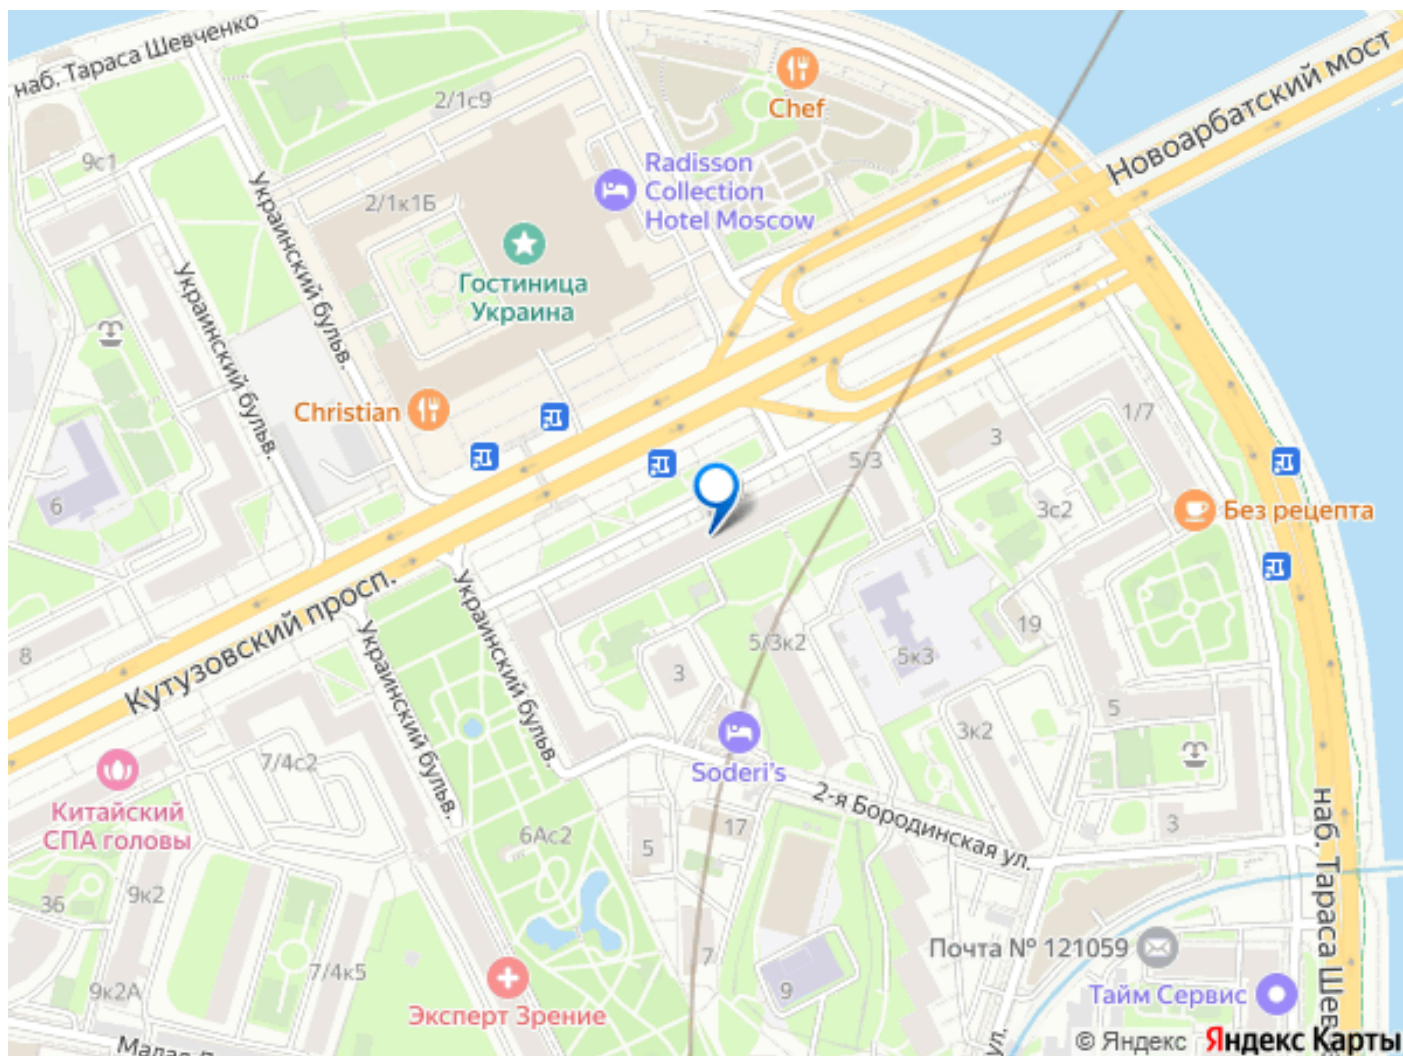 наб. Тараса Шевченко
Chef
2/1с9
Новоарбатский мост
9с1
Radisson
Collection
Hotel Moscow
Украинский бульв.
2/1к1Б
Гостиница
Украина
Украинский бульв.
Christian
1/7
3
5/3
6
3с2
Без рецепта
Кутузовский просп.
Украинский бульв.
Украинский бульв.
8
19
5/3к2
5к3
3
5
3к2
7/4с2
Soderi's
Китайский
СПА головы
2-я Бородинская ул.
наб. Тараса Шев
17
3
6Ас2
5
9к2
36
Почта № 121059
7
7/4к5
9к2А
9
Тайм Сервис
Эксперт Зрение
ул.
© Яндекс Яндекс Карты